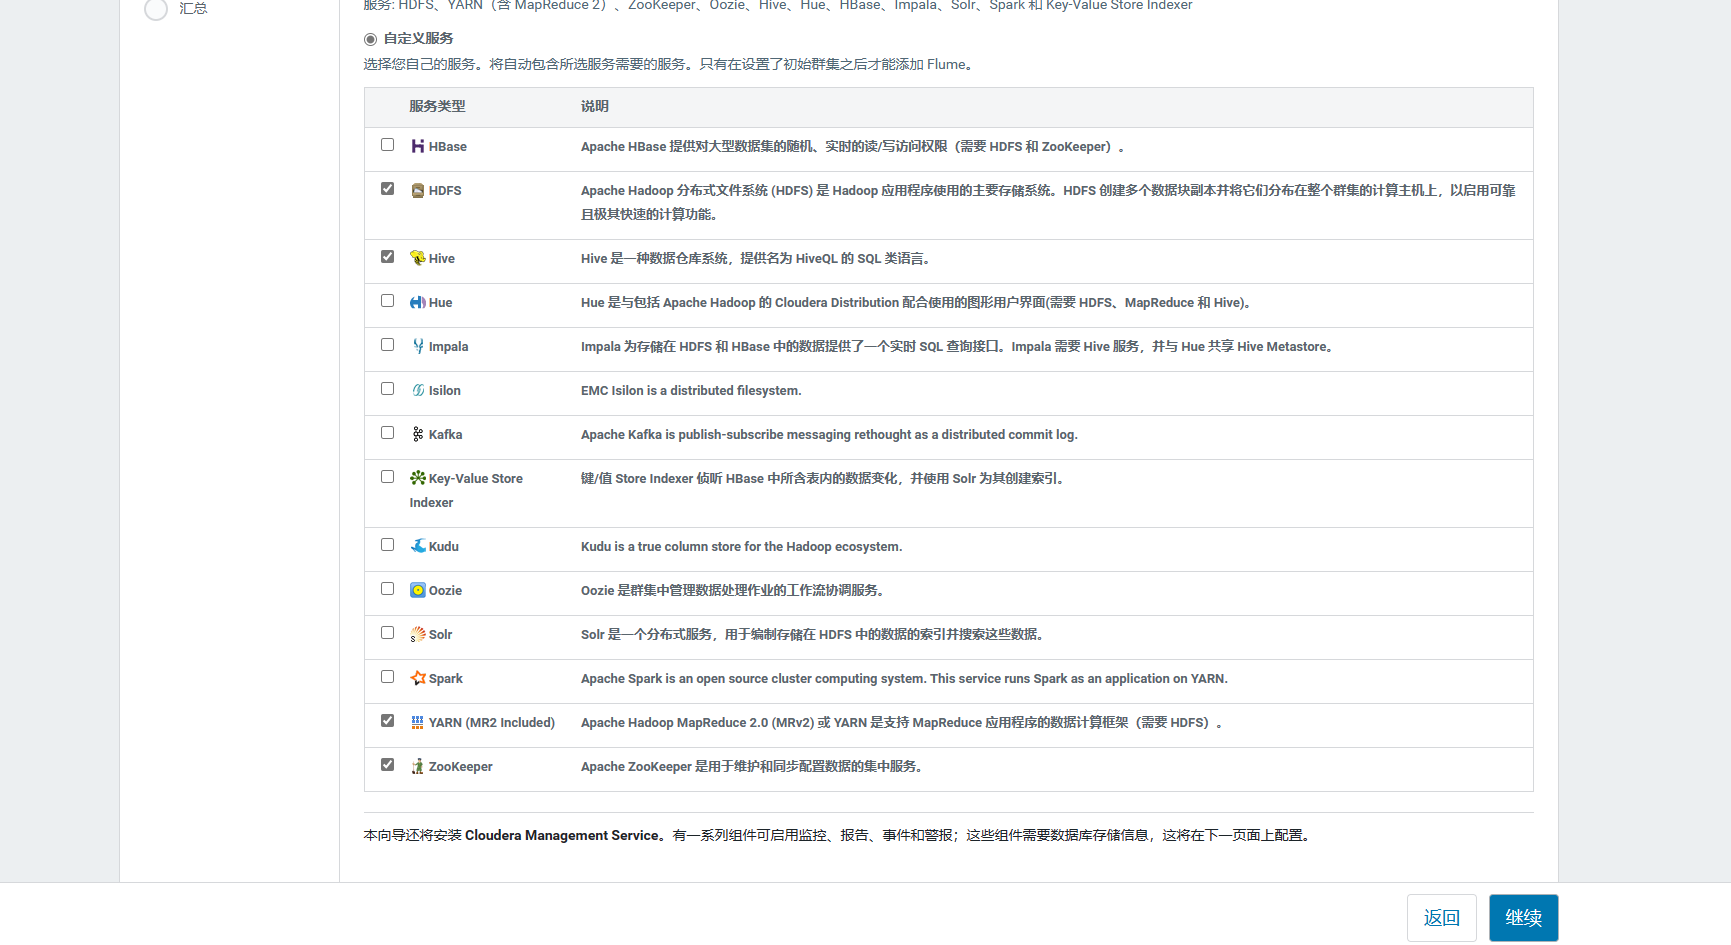 汇总
服务: HDFS、YARN（含 MapReduce 2）、ZooKeeper、Oozie、Hive、Hue、HBase、Impala、Solr、Spark 和 Key-Value Store Indexer
自定义服务
选择您自己的服务。将自动包含所选服务需要的服务。只有在设置了初始群集之后才能添加 Flume。
服务类型 说明
HBase Apache HBase 提供对大型数据集的随机、实时的读/写访问权限（需要 HDFS 和 ZooKeeper）。
HDFS Apache Hadoop 分布式文件系统 (HDFS) 是 Hadoop 应用程序使用的主要存储系统。HDFS 创建多个数据块副本并将它们分布在整个群集的计算主机上，以启用可靠
且极其快速的计算功能。
Hive Hive 是一种数据仓库系统，提供名为 HiveQL 的 SQL 类语言。
Hue Hue 是与包括 Apache Hadoop 的 Cloudera Distribution 配合使用的图形用户界面(需要 HDFS、MapReduce 和 Hive)。
Impala Impala 为存储在 HDFS 和 HBase 中的数据提供了一个实时 SQL 查询接口。Impala 需要 Hive 服务，并与 Hue 共享 Hive Metastore。
Isilon EMC Isilon is a distributed filesystem.
Kafka Apache Kafka is publish-subscribe messaging rethought as a distributed commit log.
Key-Value Store 键/值 Store Indexer 侦听 HBase 中所含表内的数据变化，并使用 Solr 为其创建索引。
Indexer
Kudu Kudu is a true column store for the Hadoop ecosystem.
Oozie Oozie 是群集中管理数据处理作业的工作流协调服务。
Solr Solr 是一个分布式服务，用于编制存储在 HDFS 中的数据的索引并搜索这些数据。
Spark Apache Spark is an open source cluster computing system. This service runs Spark as an application on YARN.
YARN (MR2 Included) Apache Hadoop MapReduce 2.0 (MRv2) 或 YARN 是支持 MapReduce 应用程序的数据计算框架（需要 HDFS）。
ZooKeeper Apache ZooKeeper 是用于维护和同步配置数据的集中服务。
本向导还将安装 Cloudera Management Service。有一系列组件可启用监控、报告、事件和警报；这些组件需要数据库存储信息，这将在下一页面上配置。
返回 继续